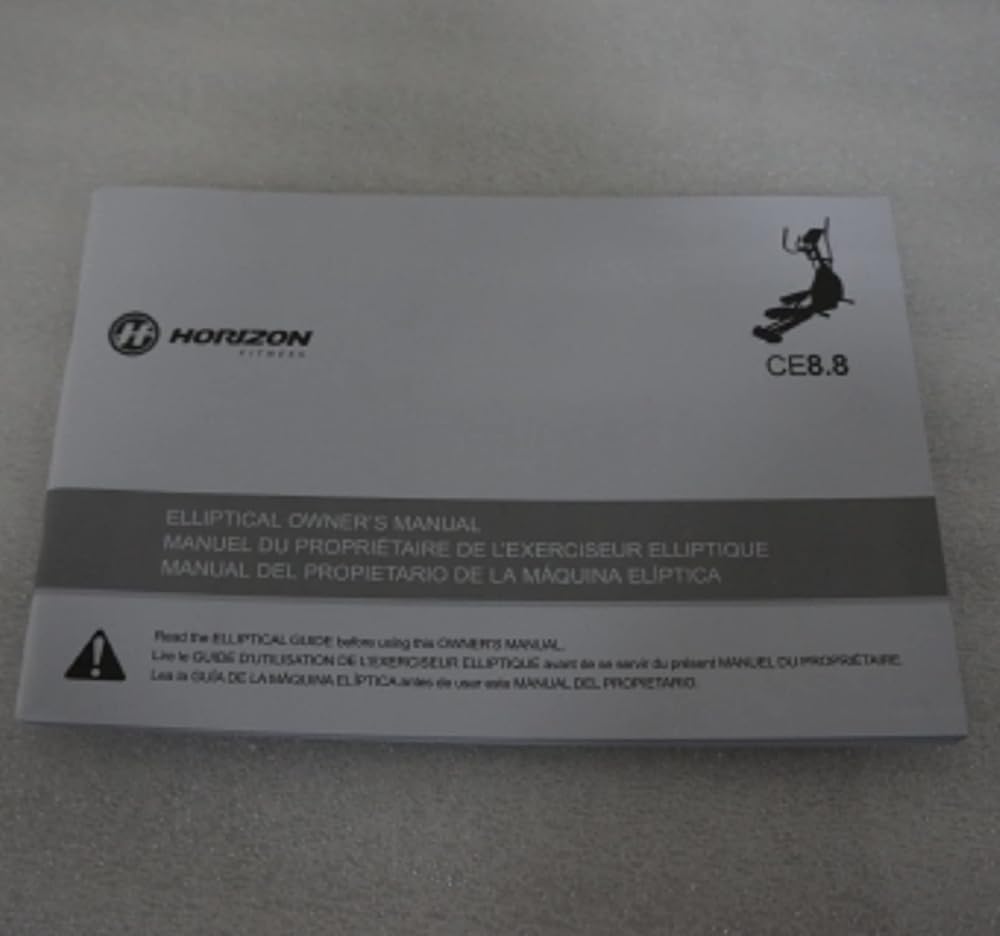 HORIZON
FITNESS
CE8.8
ELLIPTICAL OWNER'S MANUAL
MANUEL DU PROPRIÉTAIRE DE L'EXERCISEUR ELLIPTIQUE
MANUAL DEL PROPIETARIO DE LA MÁQUINA ELÍPTICA
Read the ELLIPTICAL GUIDE before using this OWNER'S MANUAL.
Lire le GUIDE D'UTILISATION DE L'EXERCISEUR ELLIPTIQUE avant de se servir du présent MANUEL DU PROPRIÉTAIRE.
Lea la GUÍA DE LA MÁQUINA ELÍPTICA antes de usar este MANUAL DEL PROPIETARIO.